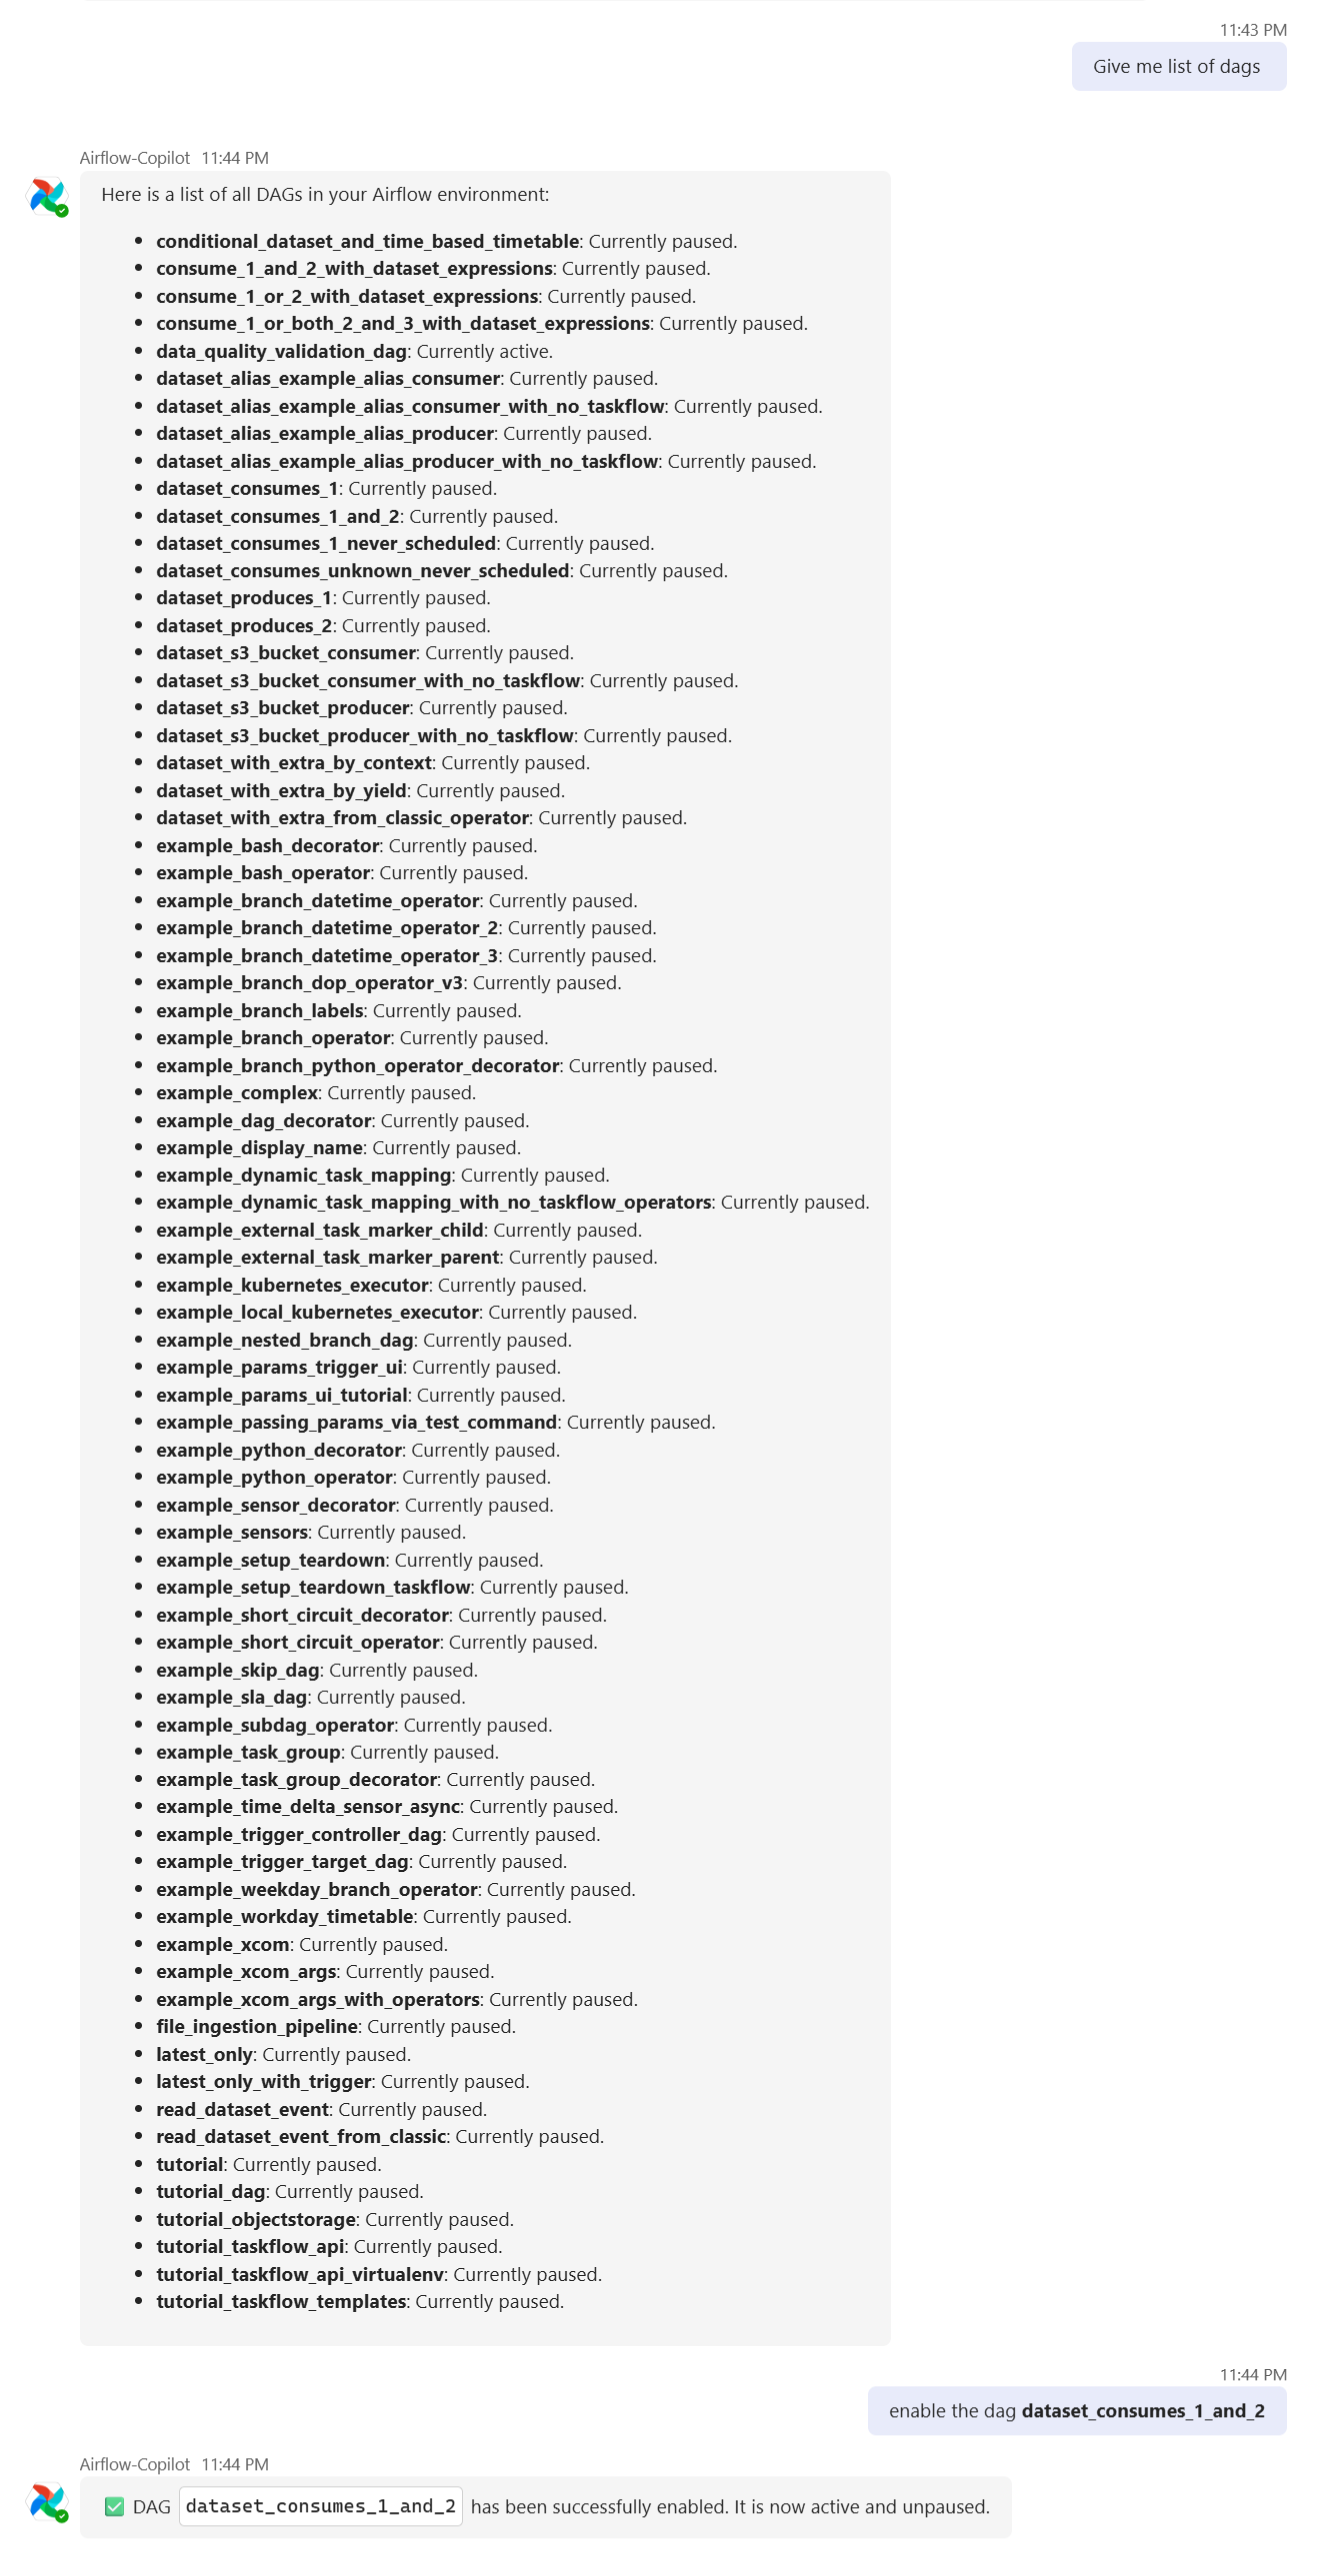 11:43 PM
Give me list of dags
Airflow-Copilot 11:44 PM
Here is a list of all DAGs in your Airflow environment:
conditional_dataset_and_time_based_timetable: Currently paused.
consume_1_and_2_with_dataset_expressions: Currently paused.
consume_1_or_2_with_dataset_expressions: Currently paused.
consume_1_or_both_2_and_3_with_dataset_expressions: Currently paused.
data_quality_validation_dag: Currently active.
dataset_alias_example_alias_consumer: Currently paused.
dataset_alias_example_alias_consumer_with_no_taskflow: Currently paused.
dataset_alias_example_alias_producer: Currently paused.
dataset_alias_example_alias_producer_with_no_taskflow: Currently paused.
dataset_consumes_1: Currently paused.
dataset_consumes_1_and_2: Currently paused.
dataset_consumes_1_never_scheduled: Currently paused.
dataset_consumes_unknown_never_scheduled: Currently paused.
dataset_produces_1: Currently paused.
dataset_produces_2: Currently paused.
dataset_s3_bucket_consumer: Currently paused.
dataset_s3_bucket_consumer_with_no_taskflow: Currently paused.
dataset_s3_bucket_producer: Currently paused.
dataset_s3_bucket_producer_with_no_taskflow: Currently paused.
dataset_with_extra_by_context: Currently paused.
dataset_with_extra_by_yield: Currently paused.
dataset_with_extra_from_classic_operator: Currently paused.
example_bash_decorator: Currently paused.
example_bash_operator: Currently paused.
example_branch_datetime_operator: Currently paused.
example_branch_datetime_operator_2: Currently paused.
example_branch_datetime_operator_3: Currently paused.
example_branch_dop_operator_v3: Currently paused.
example_branch_labels: Currently paused.
example_branch_operator: Currently paused.
example_branch_python_operator_decorator: Currently paused.
example_complex: Currently paused.
example_dag_decorator: Currently paused.
example_display_name: Currently paused.
example_dynamic_task_mapping: Currently paused.
example_dynamic_task_mapping_with_no_taskflow_operators: Currently paused.
example_external_task_marker_child: Currently paused.
example_external_task_marker_parent: Currently paused.
example_kubernetes_executor: Currently paused.
example_local_kubernetes_executor: Currently paused.
example_nested_branch_dag: Currently paused.
example_params_trigger_ui: Currently paused.
example_params_ui_tutorial: Currently paused.
example_passing_params_via_test_command: Currently paused.
example_python_decorator: Currently paused.
example_python_operator: Currently paused.
example_sensor_decorator: Currently paused.
example_sensors: Currently paused.
example_setup_teardown: Currently paused.
example_setup_teardown_taskflow: Currently paused.
example_short_circuit_decorator: Currently paused.
example_short_circuit_operator: Currently paused.
example_skip_dag: Currently paused.
example_sla_dag: Currently paused.
example_subdag_operator: Currently paused.
example_task_group: Currently paused.
example_task_group_decorator: Currently paused.
example_time_delta_sensor_async: Currently paused.
example_trigger_controller_dag: Currently paused.
example_trigger_target_dag: Currently paused.
example_weekday_branch_operator: Currently paused.
example_workday_timetable: Currently paused.
example_xcom: Currently paused.
example_xcom_args: Currently paused.
example_xcom_args_with_operators: Currently paused.
file_ingestion_pipeline: Currently paused.
latest_only: Currently paused.
latest_only_with_trigger: Currently paused.
read_dataset_event: Currently paused.
read_dataset_event_from_classic: Currently paused.
tutorial: Currently paused.
tutorial_dag: Currently paused.
tutorial_objectstorage: Currently paused.
tutorial_taskflow_api: Currently paused.
tutorial_taskflow_api_virtualenv: Currently paused.
tutorial_taskflow_templates: Currently paused.
11:44 PM
enable the dag dataset_consumes_1_and_2
Airflow-Copilot 11:44 PM
✅ DAG dataset_consumes_1_and_2 has been successfully enabled. It is now active and unpaused.